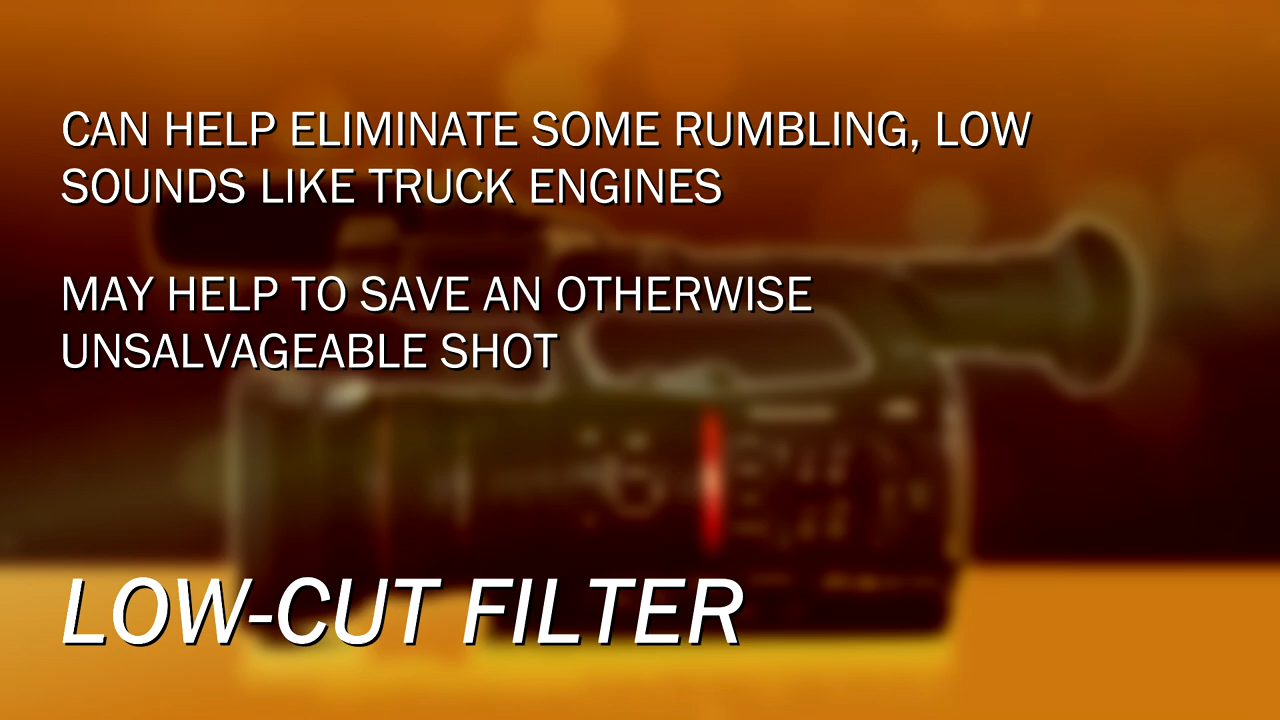 CAN HELP ELIMINATE SOME RUMBLING, LOW
SOUNDS LIKE TRUCK ENGINES
MAY HELP TO SAVE AN OTHERWISE
UNSALVAGEABLE SHOT
LOW-CUT FILTER